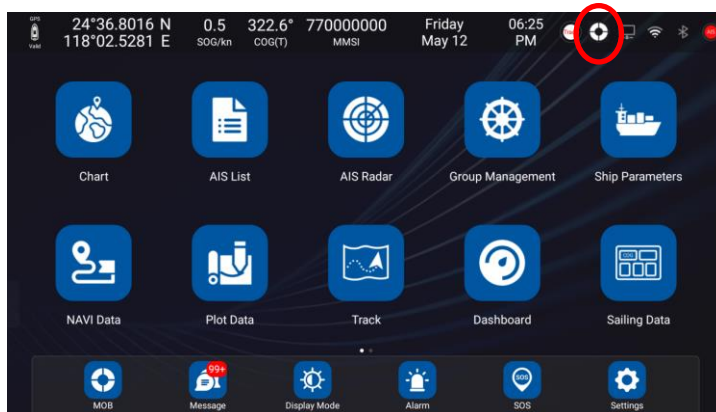 GPS
Valid
24°36.8016 N
118°02.5281 E
0.5
SOG/kn
322.6°
COG(T)
770000000
MMSI
Friday
May 12
06:25
PM
AIS
Chart
AIS List
AIS Radar
Group Management
Ship Parameters
NAVI Data
Plot Data
Track
Dashboard
COG
Sailing Data
MOB
99+
Message
Display Mode
Alarm
SOS
SOS
Settings